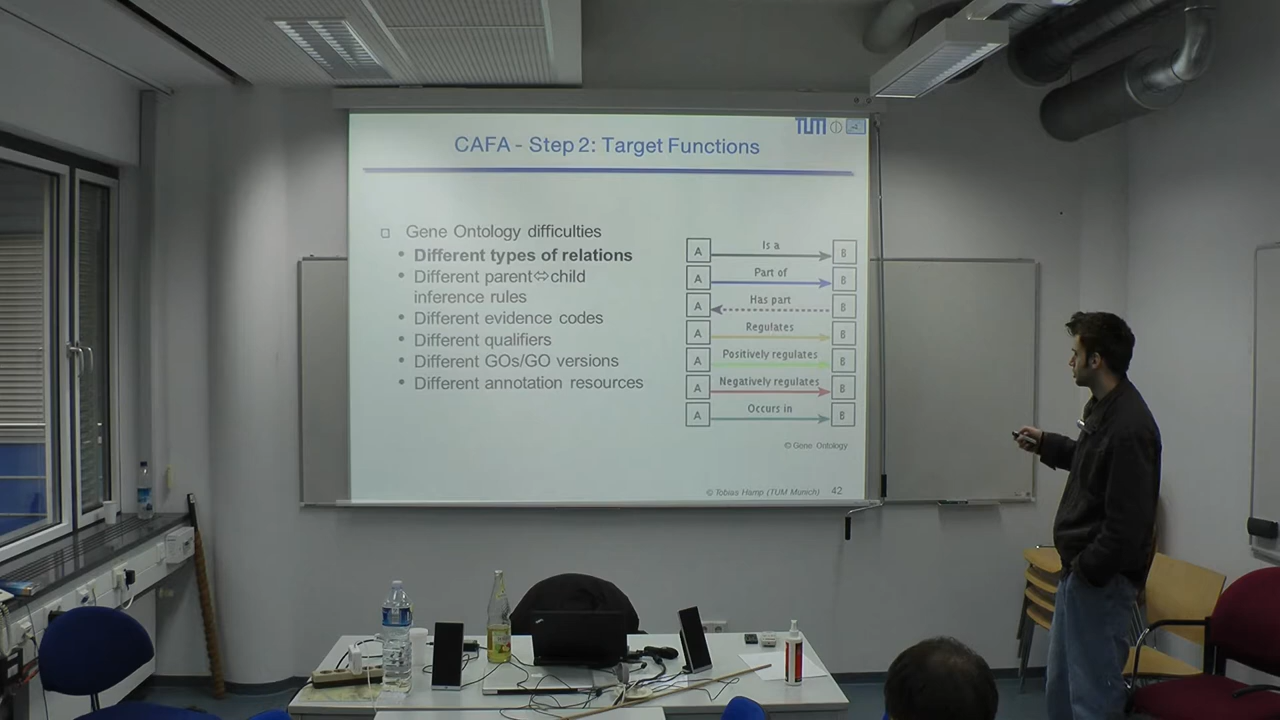 TUM
CAFA - Step 2: Target Functions
Gene Ontology difficulties
• Different types of relations
• Different parent⇔child
inference rules
• Different evidence codes
• Different qualifiers
• Different GOs/GO versions
• Different annotation resources
A Is a B
A Part of B
A Has part B
A Regulates B
A Positively regulates B
A Negatively regulates B
A Occurs in B
© Gene Ontology
© Tobias Hamp (TUM Munich) 42